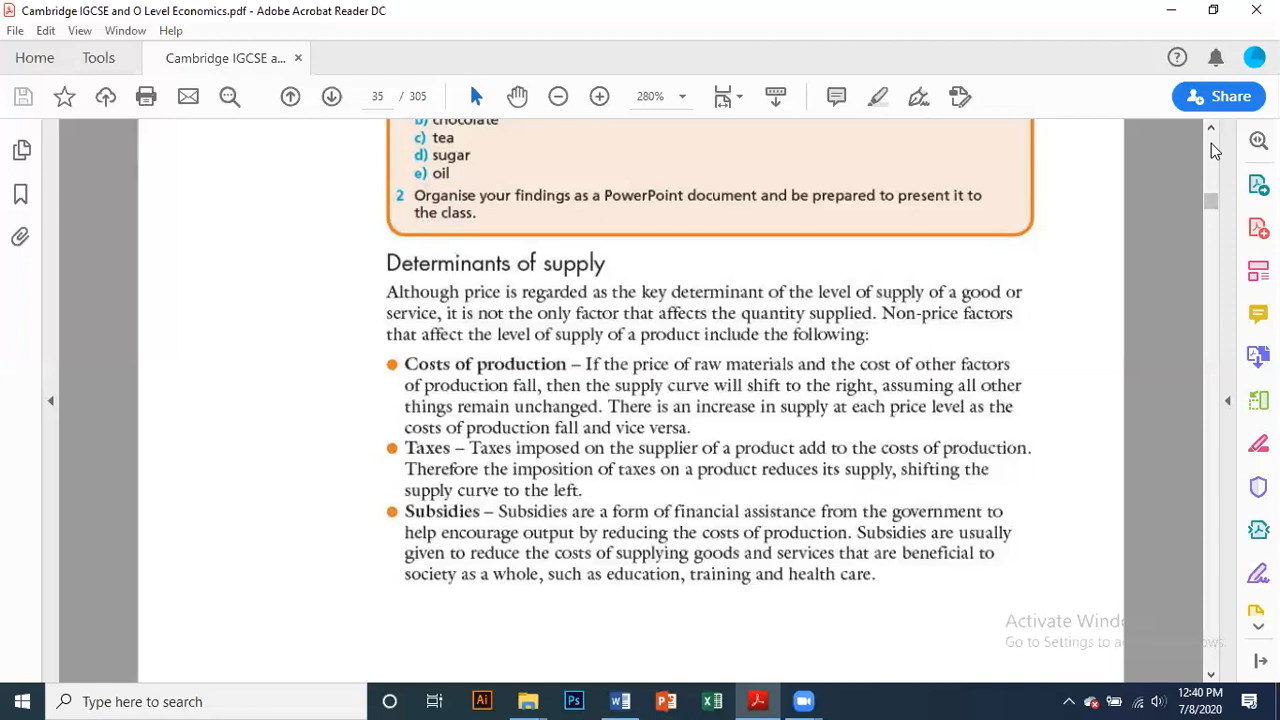 Cambridge IGCSE and O Level Economics.pdf - Adobe Acrobat Reader DC
File Edit View Window Help
Home Tools Cambridge IGCSE a... ×
35 / 305 280% Share
b) chocolate
c) tea
d) sugar
e) oil
2 Organise your findings as a PowerPoint document and be prepared to present it to
the class.
Determinants of supply
Although price is regarded as the key determinant of the level of supply of a good or
service, it is not the only factor that affects the quantity supplied. Non-price factors
that affect the level of supply of a product include the following:
● Costs of production – If the price of raw materials and the cost of other factors
of production fall, then the supply curve will shift to the right, assuming all other
things remain unchanged. There is an increase in supply at each price level as the
costs of production fall and vice versa.
● Taxes – Taxes imposed on the supplier of a product add to the costs of production.
Therefore the imposition of taxes on a product reduces its supply, shifting the
supply curve to the left.
● Subsidies – Subsidies are a form of financial assistance from the government to
help encourage output by reducing the costs of production. Subsidies are usually
given to reduce the costs of supplying goods and services that are beneficial to
society as a whole, such as education, training and health care.
Activate Windo
Go to Settings to a
Type here to search
Ai Ps
12:40 PM
7/8/2020